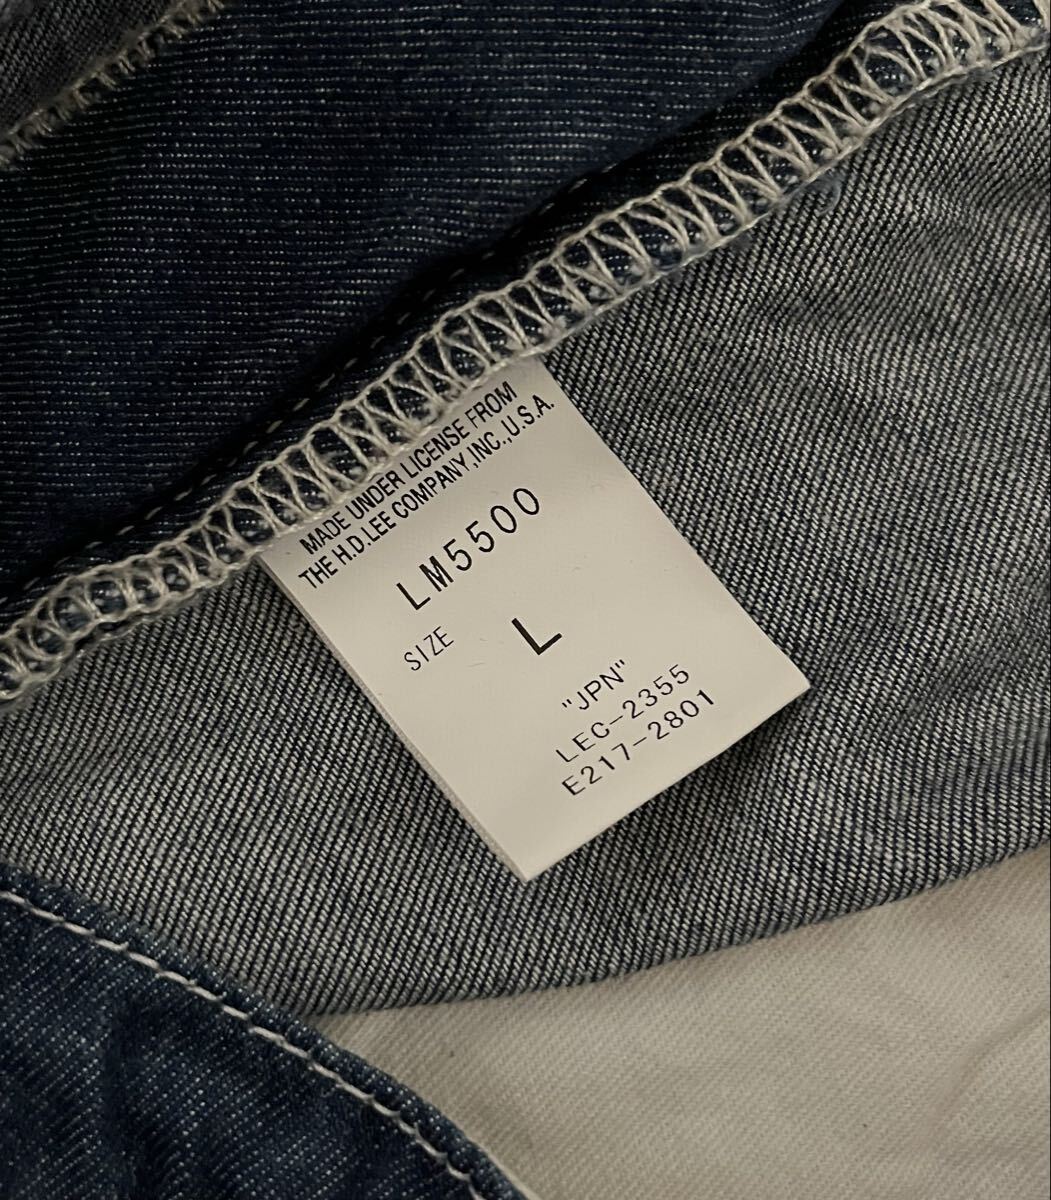 MADE UNDER LICENSE FROM
THE H.D.LEE COMPANY,INC.,U.S.A.
LM5500
SIZE L
"JPN"
LEC-2355
E217-2801